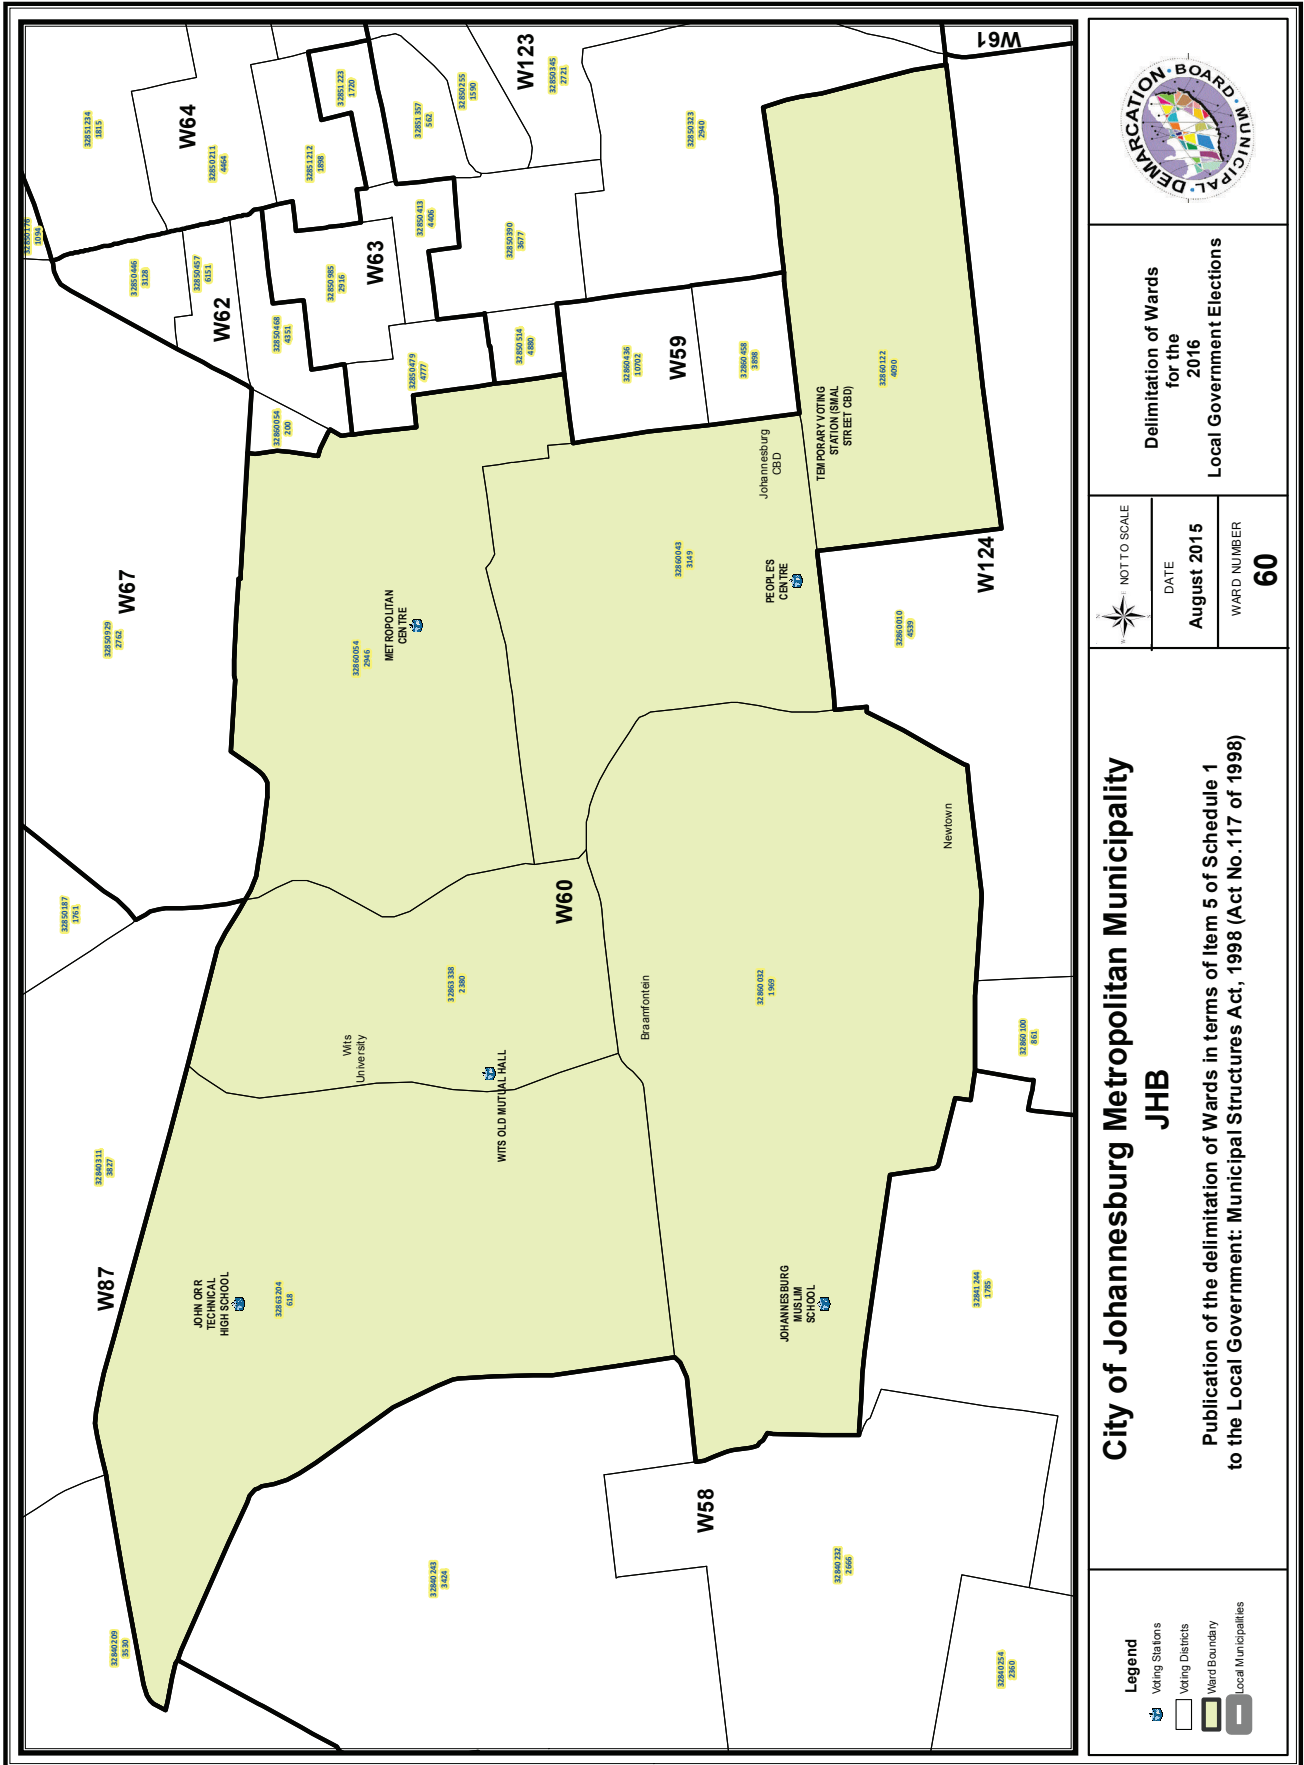 City of Johannesburg Metropolitan Municipality
JHB
Publication of the delimitation of Wards in terms of Item 5 of Schedule 1
to the Local Government: Municipal Structures Act, 1998 (Act No.117 of 1998)
NOT TO SCALE
DATE
August 2015
WARD NUMBER
60
Delimitation of Wards
for the
2016
Local Government Elections
MUNICIPAL DEMARCATION BOARD
Legend
Voting Stations
Voting Districts
Ward Boundary
Local Municipalities
W87
W67
W64
W62
W63
W123
W61
W59
W60
W58
W124
32840209
3530
32840311
3827
32850187
1761
32850929
2762
32850176
1094
32851234
1815
32850446
3128
32850457
6151
32850211
4464
32850468
4351
32851212
1898
32851223
1720
32850985
2916
32851357
562
32850255
1590
32850413
4406
32850345
2721
32850390
3677
32850323
2940
32850479
4777
32850514
4880
32860054
200
32860436
10702
32860458
3898
32860122
4090
TEMPORARY VOTING
STATION (SMAL
STREET CBD)
Johannesburg
CBD
32860043
3149
PEOPLE'S
CENTRE
32860054
2946
METROPOLITAN
CENTRE
32860010
4539
Newtown
32863338
2380
Wits
University
WITS OLD MUTUAL HALL
Braamfontein
32860032
1969
32860100
861
JOHN ORR
TECHNICAL
HIGH SCHOOL
32863204
618
JOHANNESBURG
MUSLIM
SCHOOL
32841244
1785
32840243
3424
32840232
2666
32840254
2360